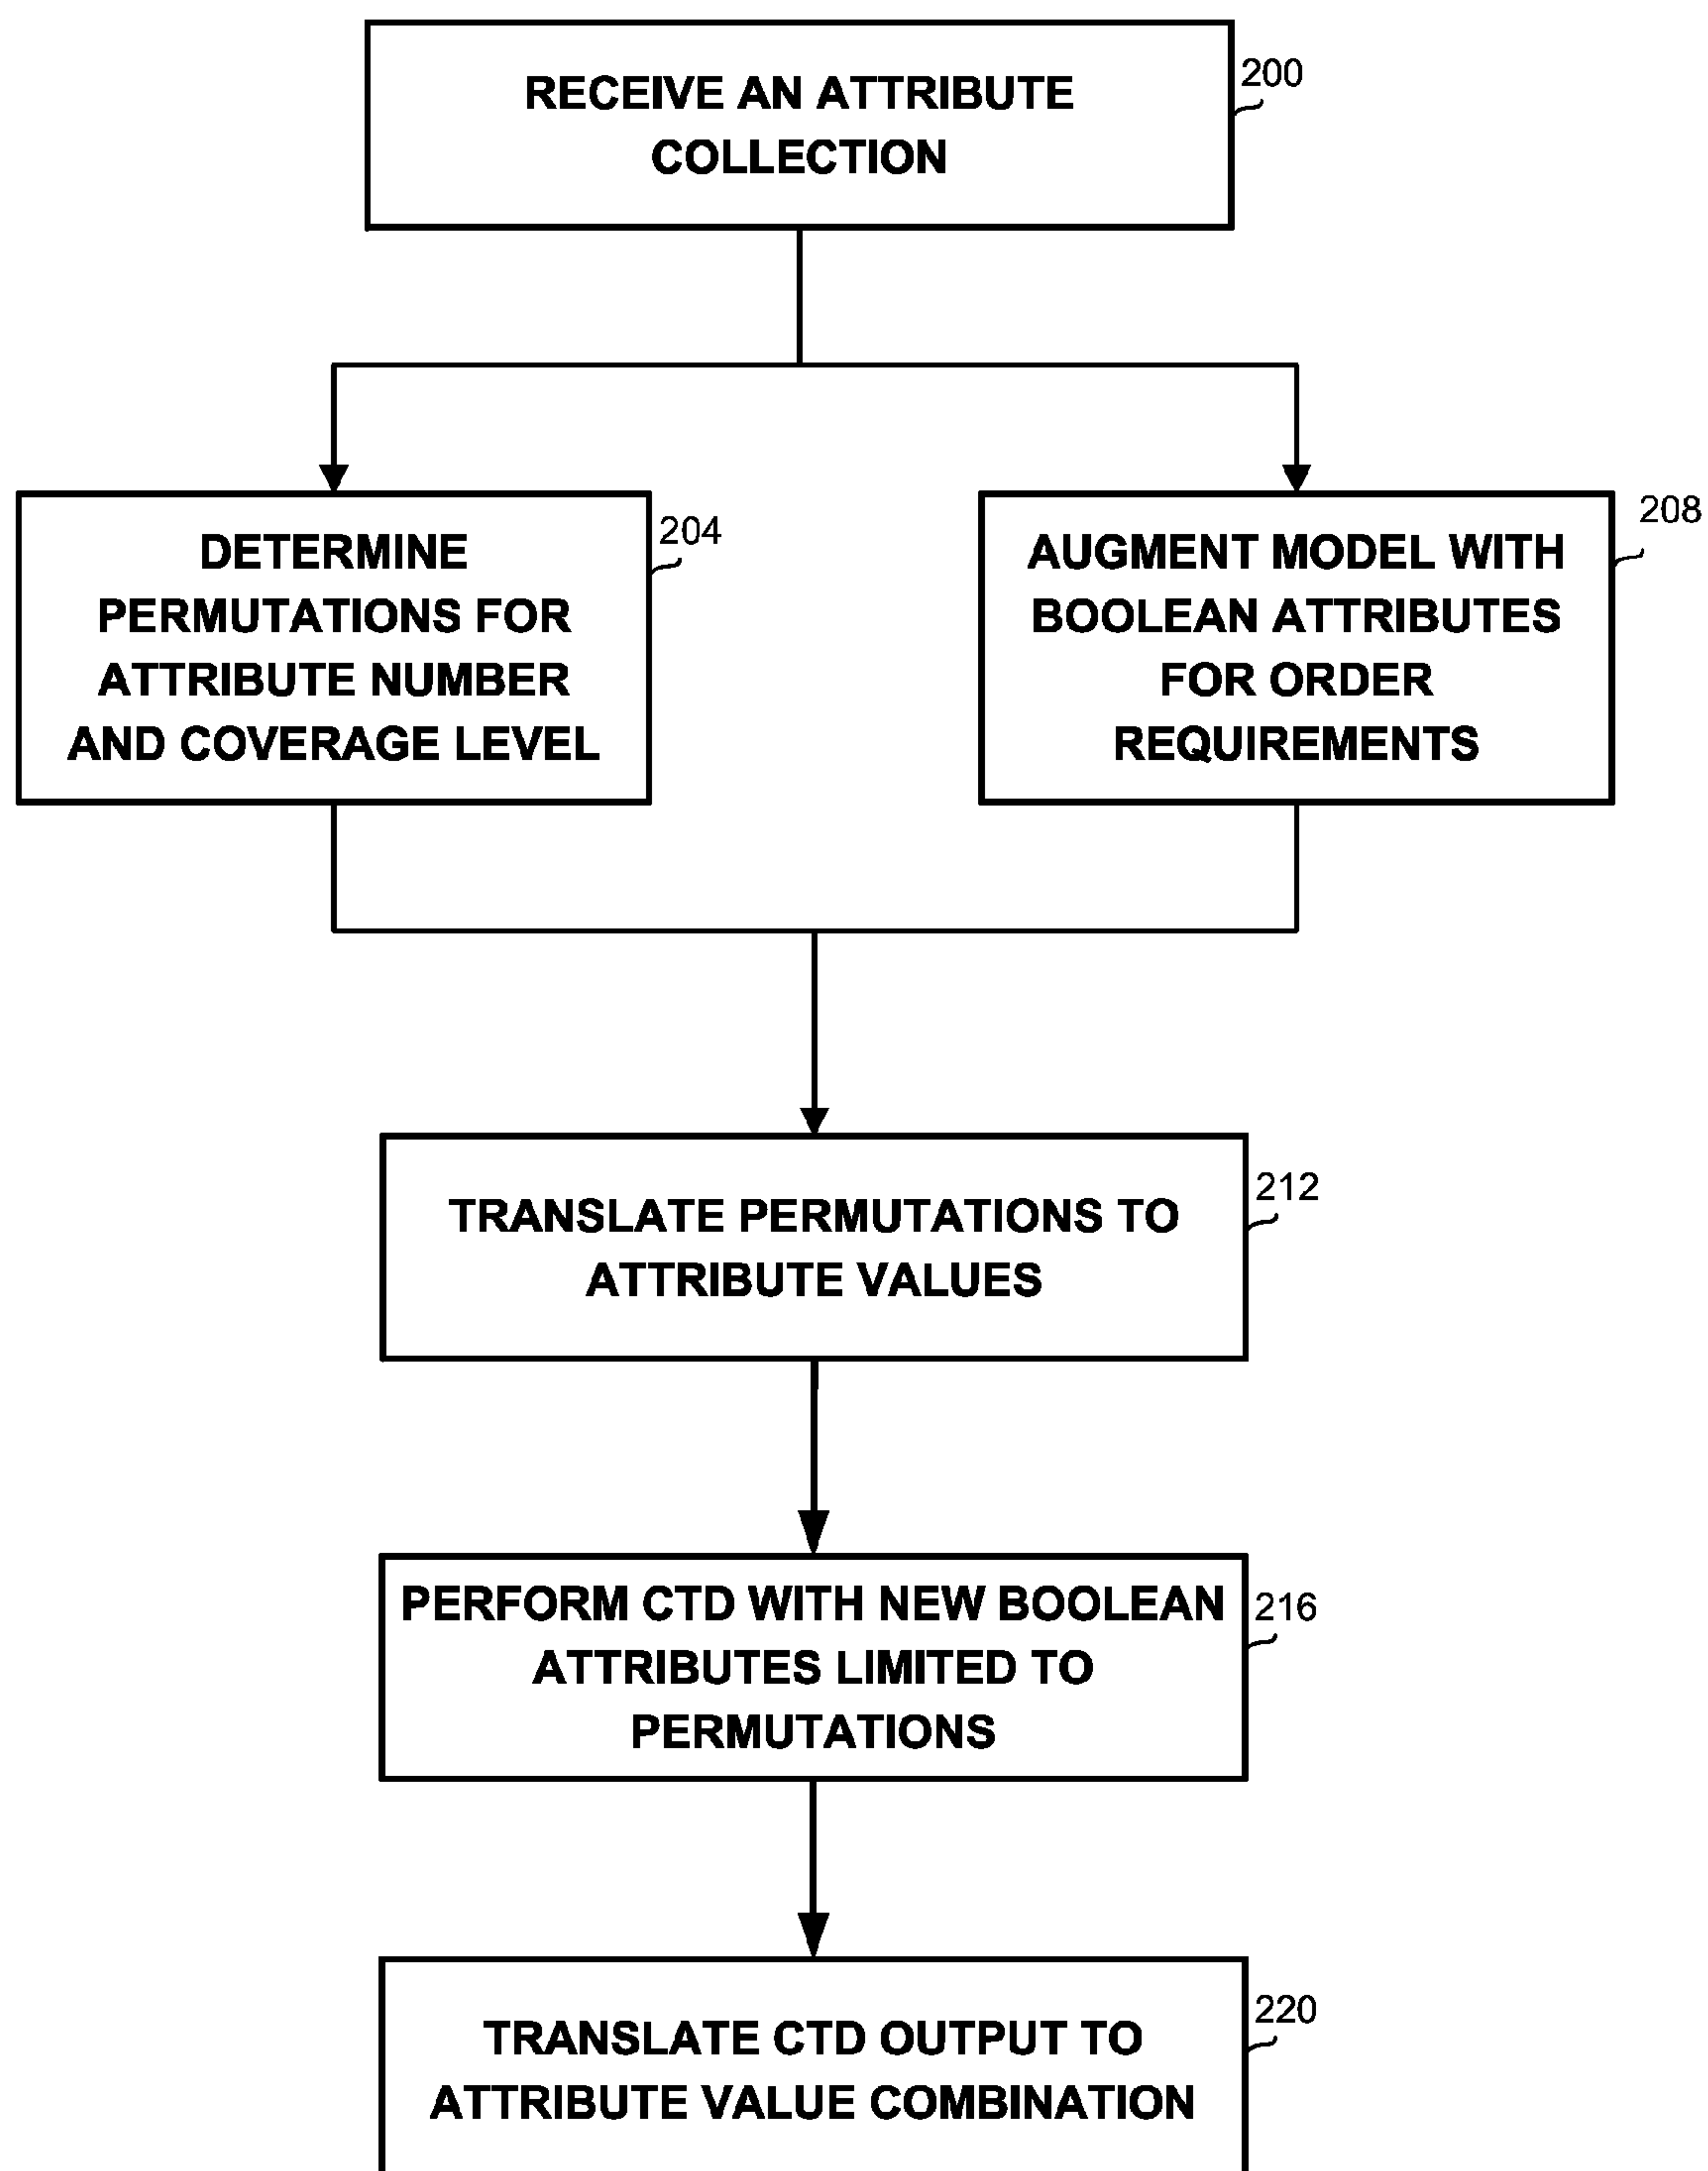 RECEIVE AN ATTRIBUTE
COLLECTION
200
DETERMINE
PERMUTATIONS FOR
ATTRIBUTE NUMBER
AND COVERAGE LEVEL
204
AUGMENT MODEL WITH
BOOLEAN ATTRIBUTES
FOR ORDER
REQUIREMENTS
208
TRANSLATE PERMUTATIONS TO
ATTRIBUTE VALUES
212
PERFORM CTD WITH NEW BOOLEAN
ATTRIBUTES LIMITED TO
PERMUTATIONS
216
TRANSLATE CTD OUTPUT TO
ATTRIBUTE VALUE COMBINATION
220